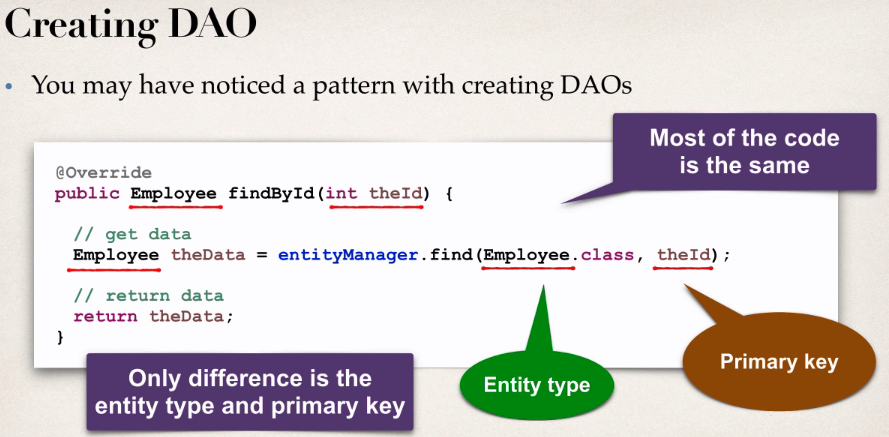 Creating DAO
• You may have noticed a pattern with creating DAOs
Most of the code
is the same
@Override
public Employee findById(int theId) {
// get data
Employee theData = entityManager.find(Employee.class, theId);
// return data
return theData;
}
Only difference is the
entity type and primary key
Entity type
Primary key